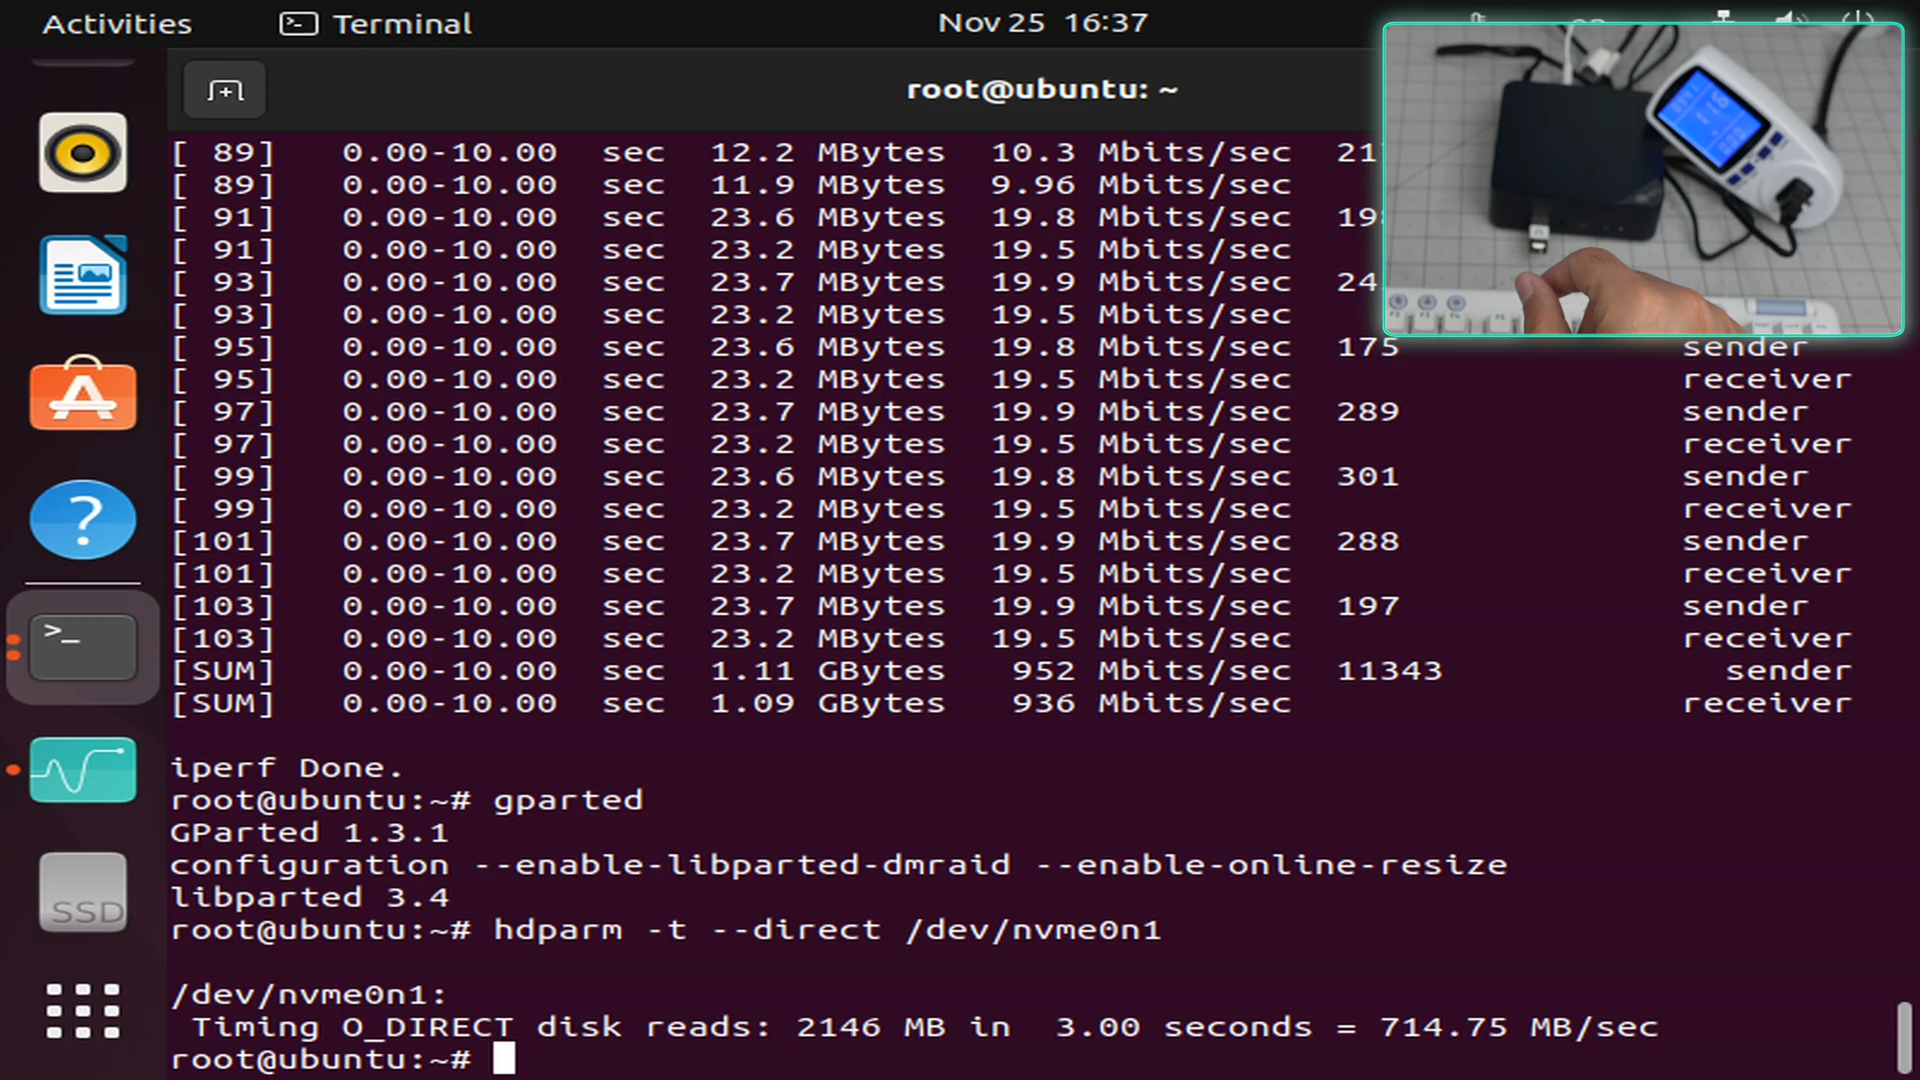 Activities Terminal Nov 25 16:37
root@ubuntu: ~
[ 89] 0.00-10.00 sec 12.2 MBytes 10.3 Mbits/sec
[ 89] 0.00-10.00 sec 11.9 MBytes 9.96 Mbits/sec
[ 91] 0.00-10.00 sec 23.6 MBytes 19.8 Mbits/sec
[ 91] 0.00-10.00 sec 23.2 MBytes 19.5 Mbits/sec
[ 93] 0.00-10.00 sec 23.7 MBytes 19.9 Mbits/sec
[ 93] 0.00-10.00 sec 23.2 MBytes 19.5 Mbits/sec
[ 95] 0.00-10.00 sec 23.6 MBytes 19.8 Mbits/sec 175 sender
[ 95] 0.00-10.00 sec 23.2 MBytes 19.5 Mbits/sec receiver
[ 97] 0.00-10.00 sec 23.7 MBytes 19.9 Mbits/sec 289 sender
[ 97] 0.00-10.00 sec 23.2 MBytes 19.5 Mbits/sec receiver
[ 99] 0.00-10.00 sec 23.6 MBytes 19.8 Mbits/sec 301 sender
[ 99] 0.00-10.00 sec 23.2 MBytes 19.5 Mbits/sec receiver
[101] 0.00-10.00 sec 23.7 MBytes 19.9 Mbits/sec 288 sender
[101] 0.00-10.00 sec 23.2 MBytes 19.5 Mbits/sec receiver
[103] 0.00-10.00 sec 23.7 MBytes 19.9 Mbits/sec 197 sender
[103] 0.00-10.00 sec 23.2 MBytes 19.5 Mbits/sec receiver
[SUM] 0.00-10.00 sec 1.11 GBytes 952 Mbits/sec 11343 sender
[SUM] 0.00-10.00 sec 1.09 GBytes 936 Mbits/sec receiver
iperf Done.
root@ubuntu:~# gparted
GParted 1.3.1
configuration --enable-libparted-dmraid --enable-online-resize
libparted 3.4
root@ubuntu:~# hdparm -t --direct /dev/nvme0n1
/dev/nvme0n1:
Timing O_DIRECT disk reads: 2146 MB in 3.00 seconds = 714.75 MB/sec
root@ubuntu:~#
SSD